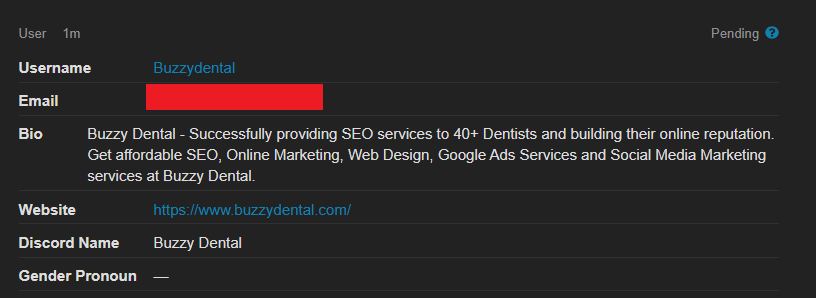 User 1m Pending ?
Username Buzzydental
Email
Bio Buzzy Dental - Successfully providing SEO services to 40+ Dentists and building their online reputation.
Get affordable SEO, Online Marketing, Web Design, Google Ads Services and Social Media Marketing
services at Buzzy Dental.
Website https://www.buzzydental.com/
Discord Name Buzzy Dental
Gender Pronoun —